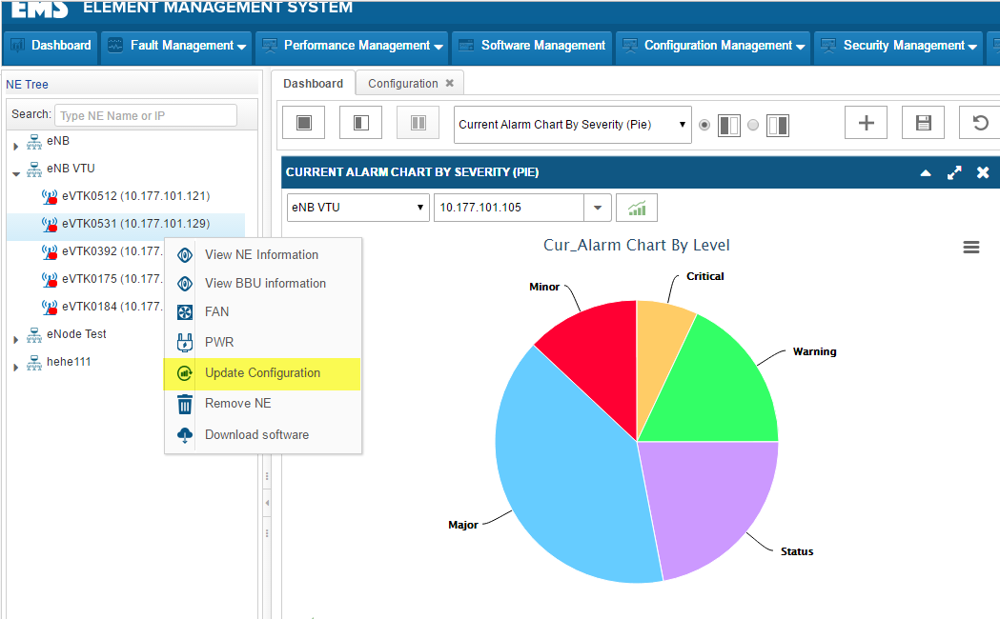 EMS ELEMENT MANAGEMENT SYSTEM
Dashboard Fault Management Performance Management Software Management Configuration Management Security Management
NE Tree
Dashboard Configuration
Search: Type NE Name or IP
Current Alarm Chart By Severity (Pie)
eNB
eNB VTU
eVTK0512 (10.177.101.121)
eVTK0531 (10.177.101.129)
eVTK0392 (10.177.
eVTK0175 (10.177.
eVTK0184 (10.177.
eNode Test
hehe111
View NE Information
View BBU information
FAN
PWR
Update Configuration
Remove NE
Download software
CURRENT ALARM CHART BY SEVERITY (PIE)
eNB VTU 10.177.101.105
Cur_Alarm Chart By Level
Minor
Critical
Warning
Major
Status